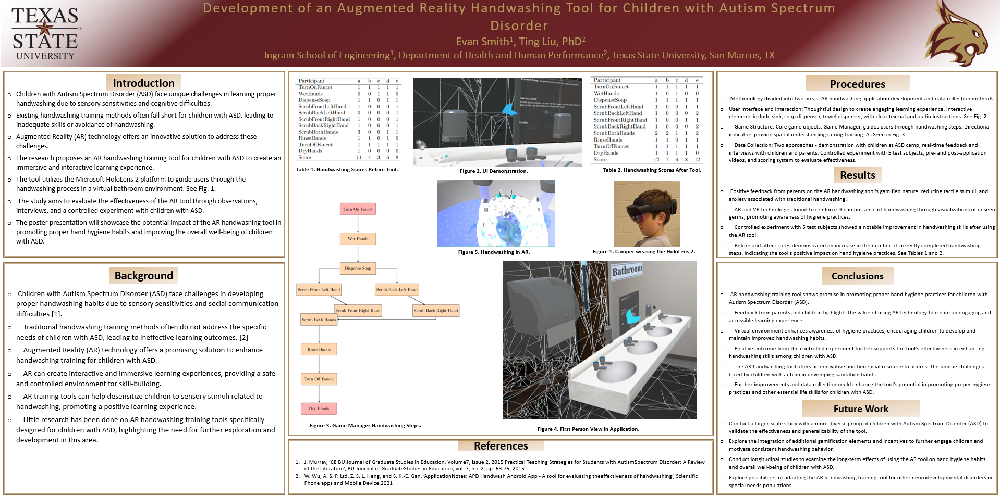 TEXAS
STATE
UNIVERSITY
®
Development of an Augmented Reality Handwashing Tool for Children with Autism Spectrum
Disorder
Evan Smith1, Ting Liu, PhD2
Ingram School of Engineering1, Department of Health and Human Performance2, Texas State University, San Marcos, TX
Introduction
o Children with Autism Spectrum Disorder (ASD) face unique challenges in learning proper
handwashing due to sensory sensitivities and cognitive difficulties.
o Existing handwashing training methods often fall short for children with ASD, leading to
inadequate skills or avoidance of handwashing.
o Augmented Reality (AR) technology offers an innovative solution to address these
challenges.
o The research proposes an AR handwashing training tool for children with ASD to create an
immersive and interactive learning experience.
o The tool utilizes the Microsoft HoloLens 2 platform to guide users through the
handwashing process in a virtual bathroom environment. See Fig. 1.
o The study aims to evaluate the effectiveness of the AR tool through observations,
interviews, and a controlled experiment with children with ASD.
o The poster presentation will showcase the potential impact of the AR handwashing tool in
promoting proper hand hygiene habits and improving the overall well-being of children
with ASD.
Background
o Children with Autism Spectrum Disorder (ASD) face challenges in developing
proper handwashing habits due to sensory sensitivities and social communication
difficulties [1].
o Traditional handwashing training methods often do not address the specific
needs of children with ASD, leading to ineffective learning outcomes. [2]
o Augmented Reality (AR) technology offers a promising solution to enhance
handwashing training for children with ASD.
o AR can create interactive and immersive learning experiences, providing a safe
and controlled environment for skill-building.
o AR training tools can help desensitize children to sensory stimuli related to
handwashing, promoting a positive learning experience.
o Little research has been done on AR handwashing training tools specifically
designed for children with ASD, highlighting the need for further exploration and
development in this area.
Participant a b c d e
TurnOnFaucet 1 1 1 1 1
WetHands 0 0 1 1 0
DispenseSoap 1 1 0 1 1
ScrubFrontLeftHand 1 0 0 0 1
ScrubBackLeftHand 0 0 0 0 1
ScrubFrontRightHand 1 0 0 0 1
ScrubBackRightHand 1 0 0 0 1
ScrubBothHands 3 0 0 1 1
RinseHands 1 1 0 1 0
TurnOffFaucet 1 1 1 1 1
DryHands 1 0 0 0 0
Score 11 4 3 6 8
Table 1. Handwashing Scores Before Tool.
Current Step: dispense soap from the soap dispenser
Instructions:
Guide:
Figure 2. UI Demonstration.
Participant a b c d e
TurnOnFaucet 1 1 1 1 1
WetHands 1 0 1 0 0
DispenseSoap 1 1 1 1 1
ScrubFrontLeftHand 1 0 0 1 1
ScrubBackLeftHand 1 0 0 0 2
ScrubFrontRightHand 1 0 0 1 1
ScrubBackRightHand 1 0 0 0 2
ScrubBothHands 2 2 1 1 2
RinseHands 1 1 0 1 1
TurnOffFaucet 1 1 1 1 1
DryHands 1 1 1 1 0
Score 12 7 6 8 12
Table 2. Handwashing Scores After Tool.
Figure 5. Handwashing in AR.
Figure 1. Camper wearing the HoloLens 2.
Turn On Faucet
Wet Hands
Dispense Soap
Scrub Front Left Hand
Scrub Back Left Hand
Scrub Front Right Hand
Scrub Back Right Hand
Scrub Both Hands
Rinse Hands
Turn Off Faucet
Dry Hands
Figure 3. Game Manager Handwashing Steps.
Bathroom
Figure 4. First Person View in Application.
References
1. J. Murray, '68 BU Journal of Graduate Studies in Education, Volume7, Issue 2, 2015 Practical Teaching Strategies for Students with AutismSpectrum Disorder: A Review
of the Literature', BU Journal of GraduateStudies in Education, vol. 7, no. 2, pp. 68-75, 2015
2. W. Wu, A. S. P. Ltd, Z. S. L. Heng, and S. K.-E. Gan, 'ApplicationNotes: APD Handwash Android App - A tool for evaluating theeffectiveness of handwashing', Scientific
Phone apps and Mobile Device,2021
Procedures
o Methodology divided into two areas: AR handwashing application development and data collection methods.
o User Interface and Interaction: Thoughtful design to create engaging learning experience. Interactive
elements include sink, soap dispenser, towel dispenser, with clear textual and audio instructions. See Fig. 2.
o Game Structure: Core game objects, Game Manager, guides users through handwashing steps. Directional
indicators provide spatial understanding during training. As Seen in Fig. 3.
o Data Collection: Two approaches - demonstration with children at ASD camp, real-time feedback and
interviews with children and parents. Controlled experiment with 5 test subjects, pre- and post-application
videos, and scoring system to evaluate effectiveness.
Results
o Positive feedback from parents on the AR handwashing tool's gamified nature, reducing tactile stimuli, and
anxiety associated with traditional handwashing.
o AR and VR technologies found to reinforce the importance of handwashing through visualizations of unseen
germs, promoting awareness of hygiene practices.
o Controlled experiment with 5 test subjects showed a notable improvement in handwashing skills after using
the AR tool.
o Before and after scores demonstrated an increase in the number of correctly completed handwashing
steps, indicating the tool's positive impact on hand hygiene practices. See Tables 1 and 2.
Conclusions
o AR handwashing training tool shows promise in promoting proper hand hygiene practices for children with
Autism Spectrum Disorder (ASD).
o Feedback from parents and children highlights the value of using AR technology to create an engaging and
accessible learning experience.
o Virtual environment enhances awareness of hygiene practices, encouraging children to develop and
maintain improved handwashing habits.
o Positive outcome from the controlled experiment further supports the tool's effectiveness in enhancing
handwashing skills among children with ASD.
o The AR handwashing tool offers an innovative and beneficial resource to address the unique challenges
faced by children with autism in developing sanitation habits.
o Further improvements and data collection could enhance the tool's potential in promoting proper hygiene
practices and other essential life skills for children with ASD.
Future Work
o Conduct a larger-scale study with a more diverse group of children with Autism Spectrum Disorder (ASD) to
validate the effectiveness and generalizability of the tool.
o Explore the integration of additional gamification elements and incentives to further engage children and
motivate consistent handwashing behavior.
o Conduct longitudinal studies to examine the long-term effects of using the AR tool on hand hygiene habits
and overall well-being of children with ASD.
o Explore possibilities of adapting the AR handwashing training tool for other neurodevelopmental disorders or
special needs populations.